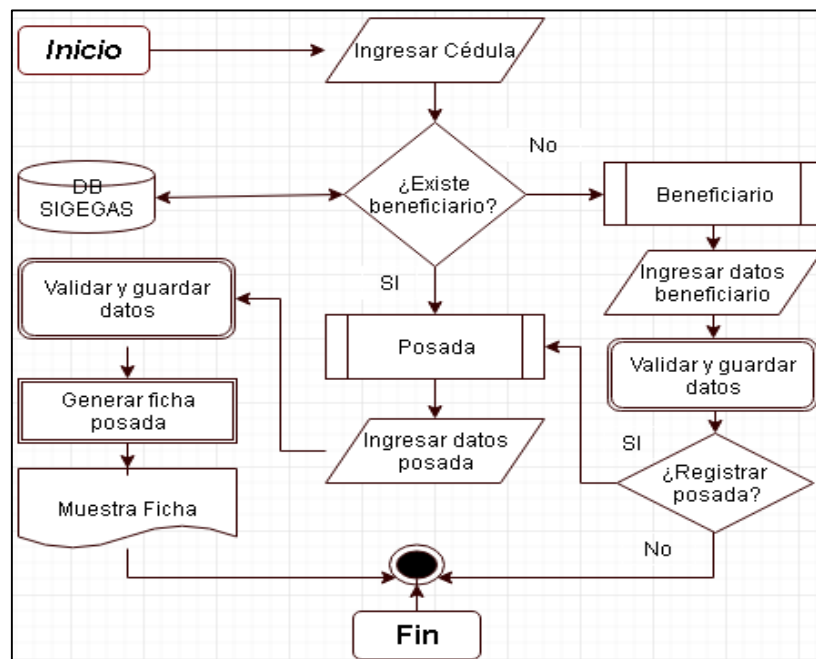 Inicio
Ingresar Cédula
No
DB
SIGEGAS
¿Existe
beneficiario?
Beneficiario
SI
Ingresar datos
beneficiario
Validar y guardar
datos
Posada
Validar y guardar
datos
Generar ficha
posada
Ingresar datos
posada
SI
¿Registrar
posada?
Muestra Ficha
No
Fin